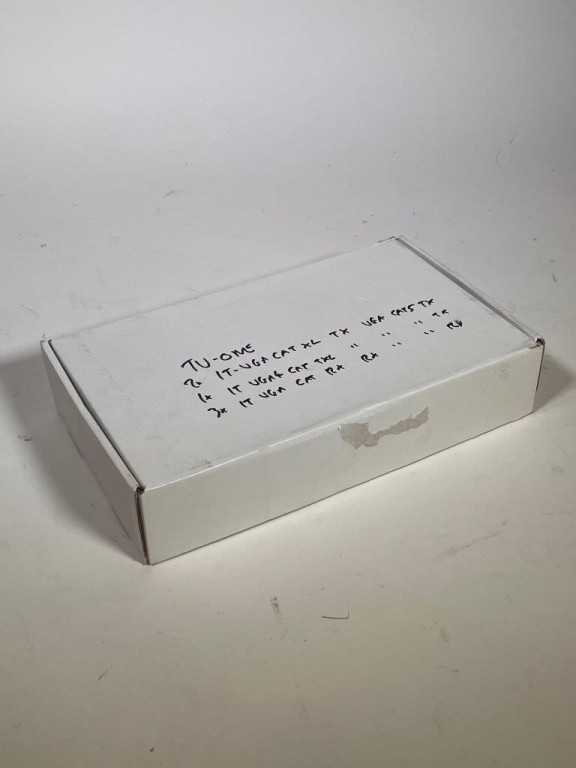 TV-ONE
2x 1T-VGA CAT XL TX VGA CAT5 TX
1x 1T VGA4 CAT TXL " " " TX
3x 1T VGA CAT RX RX " " RX